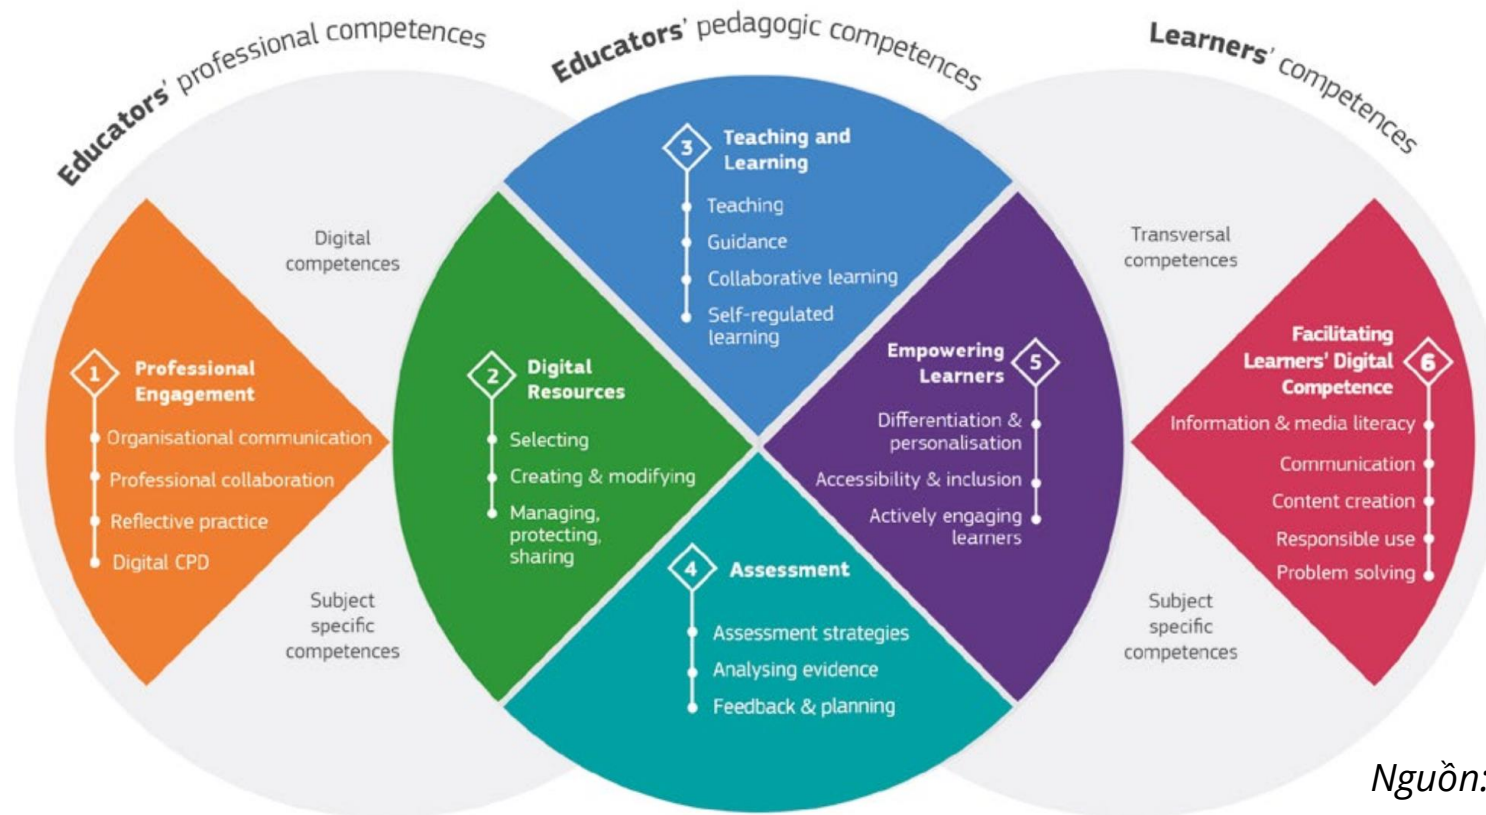 Educators' professional competences
Educators' pedagogic competences
Learners' competences
Digital
competences
Subject
specific
competences
1
Professional
Engagement
Organisational communication
Professional collaboration
Reflective practice
Digital CPD
2
Digital
Resources
Selecting
Creating & modifying
Managing,
protecting,
sharing
3
Teaching and
Learning
Teaching
Guidance
Collaborative learning
Self-regulated
learning
4
Assessment
Assessment strategies
Analysing evidence
Feedback & planning
Empowering
Learners
5
Differentiation &
personalisation
Accessibility & inclusion
Actively engaging
learners
Transversal
competences
Subject
specific
competences
Facilitating
Learners' Digital
Competence
6
Information & media literacy
Communication
Content creation
Responsible use
Problem solving
Nguồn: